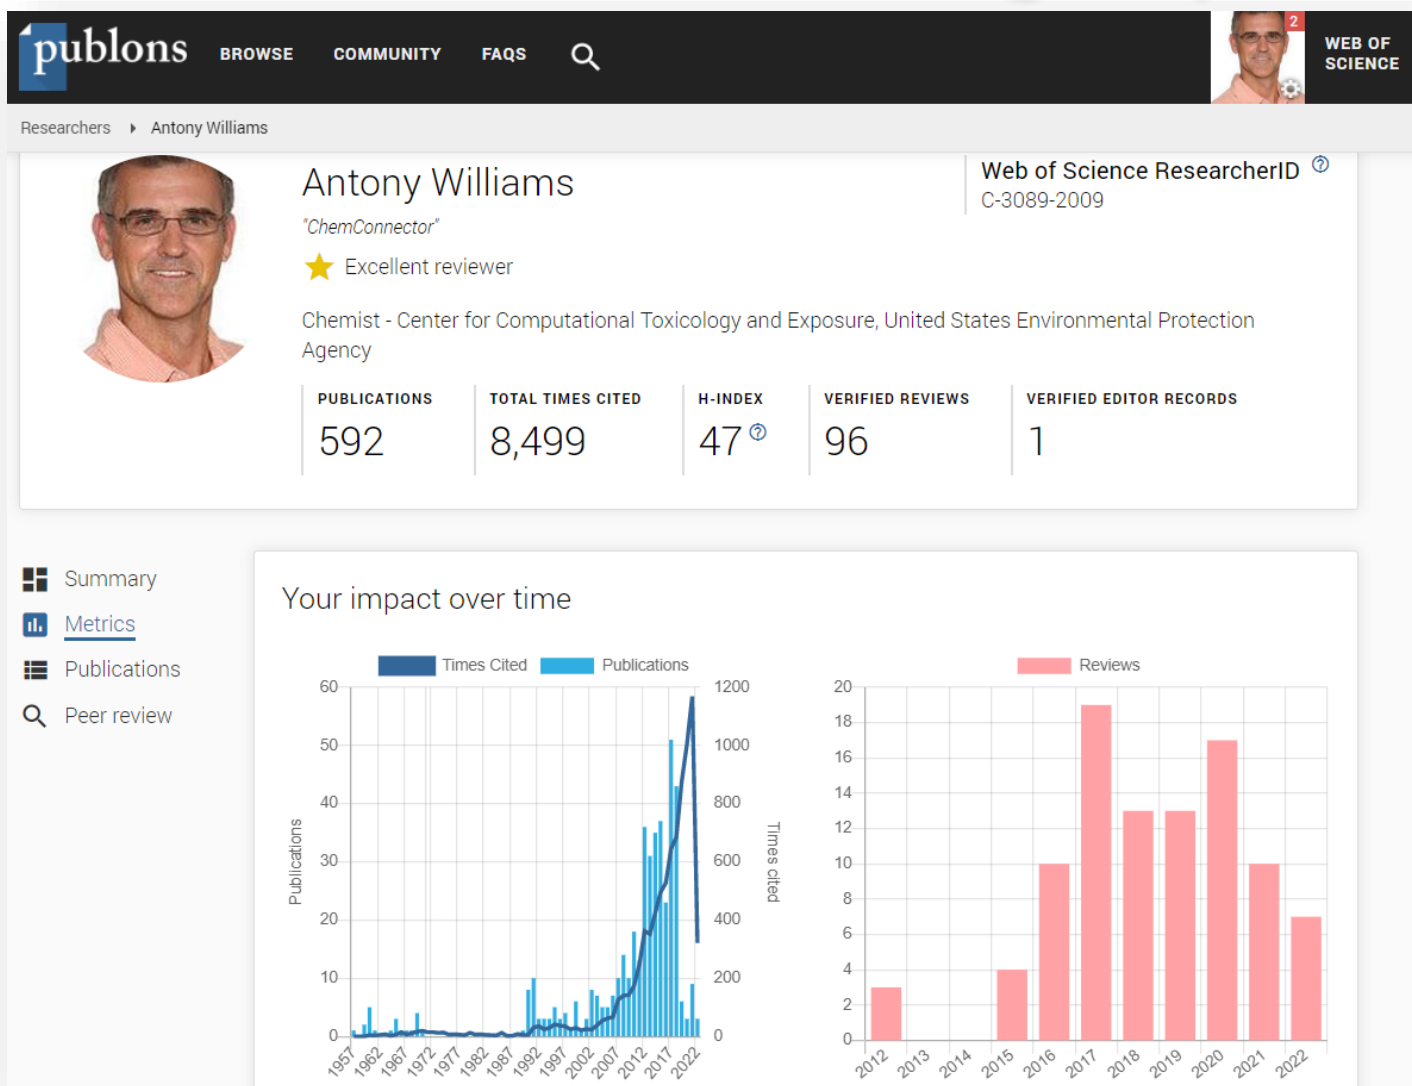 publons
BROWSE
COMMUNITY
FAQS
2
WEB OF
SCIENCE
Researchers
Antony Williams
Antony Williams
"ChemConnector"
Excellent reviewer
Web of Science ResearcherID ?
C-3089-2009
Chemist - Center for Computational Toxicology and Exposure, United States Environmental Protection
Agency
PUBLICATIONS
592
TOTAL TIMES CITED
8,499
H-INDEX
47 ?
VERIFIED REVIEWS
96
VERIFIED EDITOR RECORDS
1
Summary
Metrics
Publications
Peer review
Your impact over time
Times Cited
Publications
60
50
40
30
20
10
0
Publications
1200
1000
800
600
400
200
0
Times cited
1957
1962
1967
1972
1977
1982
1987
1992
1997
2002
2007
2012
2017
2022
Reviews
20
18
16
14
12
10
8
6
4
2
0
2012
2013
2014
2015
2016
2017
2018
2019
2020
2021
2022